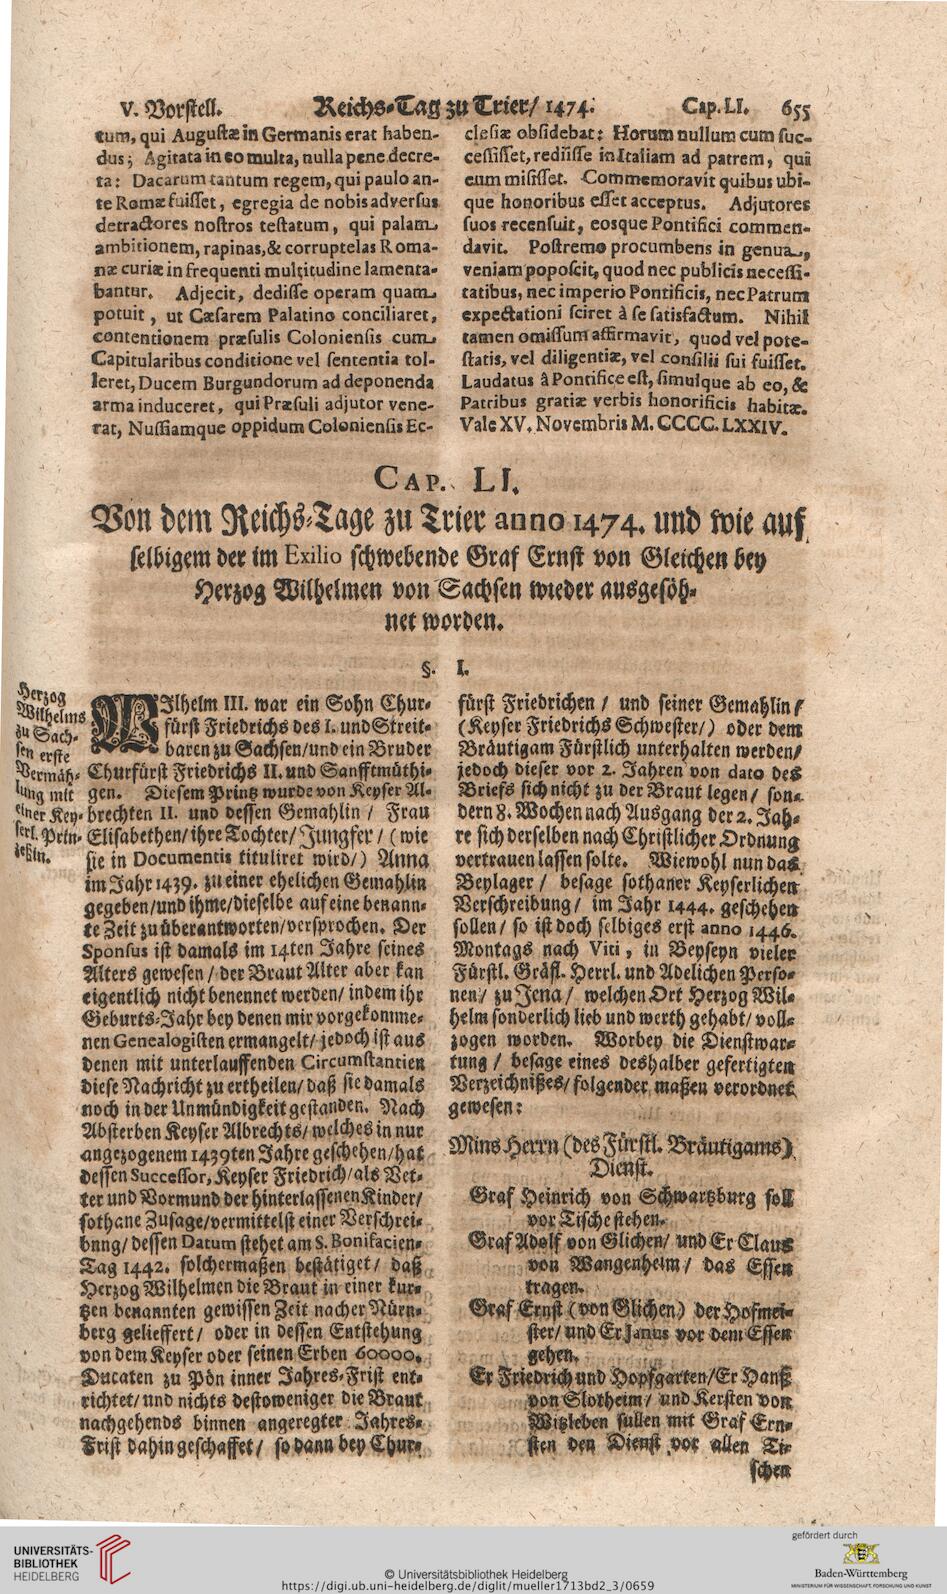 V. Vorstell. Reichs-Tag zu Trier/ 1474. Cap. LI. 655
tum, qui Augustæ in Germanis erat haben-
dus; Agitata in eo multa, nulla pene decre-
ta: Dacarum tantum regem, qui paulo an-
te Romæ fuisset, egregia de nobis adversus
detractores nostros testatum, qui palam
ambitionem, rapinas, & corruptelas Roma-
næ curiæ in frequenti multitudine lamenta-
bantur. Adjecit, dedisse operam quam
potuit, ut Cæsarem Palatino conciliaret,
contentionem præsulis Coloniensis cum
Capitularibus conditione vel sententia tol-
leret, Ducem Burgundorum ad deponenda
arma induceret, qui Præsuli adjutor vene-
rat, Nussiamque oppidum Coloniensis Ec-
clesiæ obsidebat: Horum nullum cum suc-
cessisset, rediisse in Italiam ad patrem, qui
eum misisset. Commemoravit quibus ubi-
que honoribus esset acceptus. Adjutores
suos recensuit, eosque Pontifici commen-
davit. Postremo procumbens in genua,
veniam poposcit, quod nec publicis necessi-
tatibus, nec imperio Pontificis, nec Patrum
expectationi sciret à se satisfactum. Nihil
tamen omissum affirmavit, quod vel pote-
statis, vel diligentiæ, vel consilii sui fuisset.
Laudatus â Pontifice est, simulque ab eo, &
Patribus gratiæ verbis honorificis habitæ.
Vale XV. Novembris M. CCCC. LXXIV.
CAP. LI.
Von dem Reichs-Tage zu Trier anno 1474. und wie auf
selbigem der im Exilio schwebende Graf Ernst von Gleichen bey
Herzog Wilhelmen von Sachsen wieder ausgesöh-
net worden.
§. I.
Herzog
Wilhelms
zu Sach-
sen erste
Vermäh-
lung mit
einer Key-
serl. Prin-
zeßin.
WIlhelm III. war ein Sohn Chur-
fürst Friedrichs des I. und Streit-
baren zu Sachsen/ und ein Bruder
Churfürst Friedrichs II. und Sanfftmüthi-
gen. Diesem Printz wurde von Keyser Al-
brechten II. und dessen Gemahlin / Frau
Elisabethen/ ihre Tochter/ Jungfer / (wie
sie in Documentis tituliret wird/) Anna
im Jahr 1439. zu einer ehelichen Gemahlin
gegeben/ und ihme/ dieselbe auf eine benann-
te Zeit zu überantworten/ versprochen. Der
Sponsus ist damals im 14ten Jahre seines
Alters gewesen / der Braut Alter aber kan
eigentlich nicht benennet werden/ indem ihr
Geburts-Jahr bey denen mir vorgekomme-
nen Genealogisten ermangelt/ jedoch ist aus
denen mit unterlauffenden Circumstantien
diese Nachricht zu ertheilen/ daß sie damals
noch in der Unmündigkeit gestanden. Nach
Absterben Keyser Albrechts/ welches in nur
angezogenem 1439ten Jahre geschehen/ hat
dessen Successor, Keyser Friedrich/ als Vet-
ter und Vormund der hinterlassenen Kinder/
sothane Zusage/ vermittelst einer Verschrei-
bung/ dessen Datum stehet am S. Bonifacien-
Tag 1442. solchermaßen bestätiget/ daß
Herzog Wilhelmen die Braut in einer kur-
tzen benannten gewissen Zeit nacher Nürn-
berg gelieffert/ oder in dessen Entstehung
von dem Keyser oder seinen Erben 60000.
Ducaten zu Pön inner Jahres-Frist ent-
richtet/ und nichts destoweniger die Braut
nachgehends binnen angeregter Jahres-
Frist dahin geschaffet/ so dann bey Chur-
fürst Friedrichen / und seiner Gemahlin/
(Keyser Friedrichs Schwester/) oder dem
Bräutigam Fürstlich unterhalten werden/
jedoch dieser vor 2. Jahren von dato des
Briefs sich nicht zu der Braut legen/ son-
dern 8. Wochen nach Ausgang der 2. Jah-
re sich derselben nach Christlicher Ordnung
vertrauen lassen solte. Wiewohl nun das
Beylager / besage sothaner Keyserlichen
Verschreibung/ im Jahr 1444. geschehen
sollen/ so ist doch selbiges erst anno 1446.
Montags nach Viti, in Beyseyn vieler
Fürstl. Gräfl. Herrl. und Adelichen Perso-
nen/ zu Jena/ welchen Ort Herzog Wil-
helm sonderlich lieb und werth gehabt/ voll-
zogen worden. Worbey die Dienstwar-
tung / besage eines deshalber gefertigten
Verzeichnißes/ folgender maßen verordnet
gewesen:
Mins Herrn (des Fürstl. Bräutigams)
Dienst.
Graf Heinrich von Schwartzburg soll
vor Tische stehen.
Graf Adolf von Glichen/ und Er Claus
von Wangenheim/ das Essen
tragen.
Graf Ernst (von Glichen) der Hofmei-
ster/ und Er Janus vor dem Essen
gehen.
Er Friedrich und Hopfgarten/ Er Hanß
von Slotheim/ und Kersten von
Witzleben sullen mit Graf Ern-
sten den Dienst vor allen Ti-
schen
UNIVERSITÄTS-
BIBLIOTHEK
HEIDELBERG
© Universitätsbibliothek Heidelberg
https://digi.ub.uni-heidelberg.de/diglit/mueller1713bd2_3/0659
gefördert durch
Baden-Württemberg
MINISTERIUM FÜR WISSENSCHAFT, FORSCHUNG UND KUNST